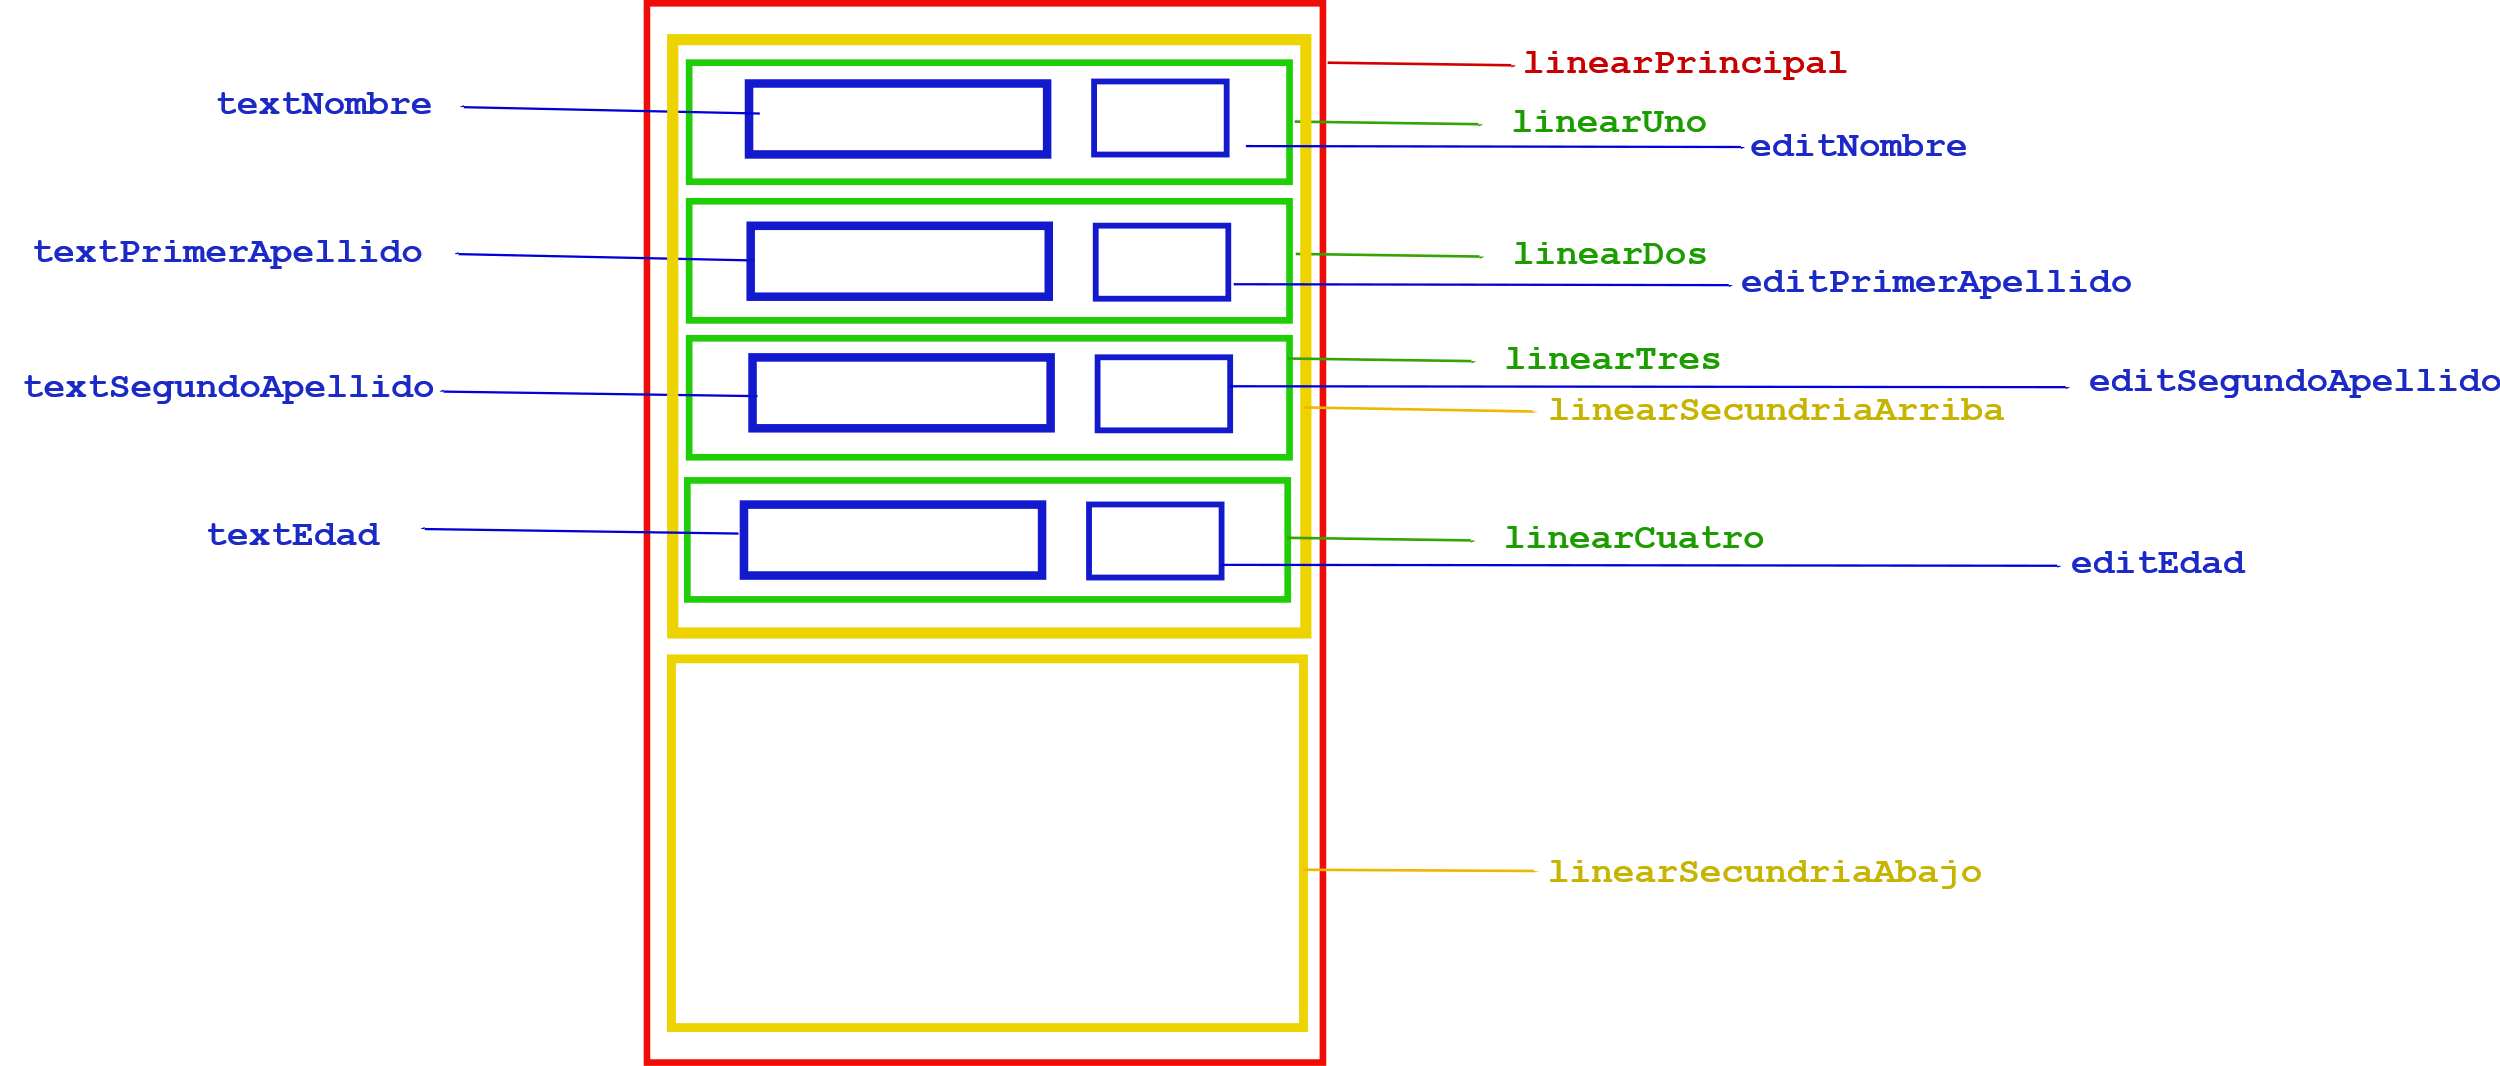 linearPrincipal
textNombre
linearUno
editNombre
textPrimerApellido
linearDos
editPrimerApellido
linearTres
textSegundoApellido
editSegundoApellido
linearSecundriaArriba
textEdad
linearCuatro
editEdad
linearSecundriaAbajo